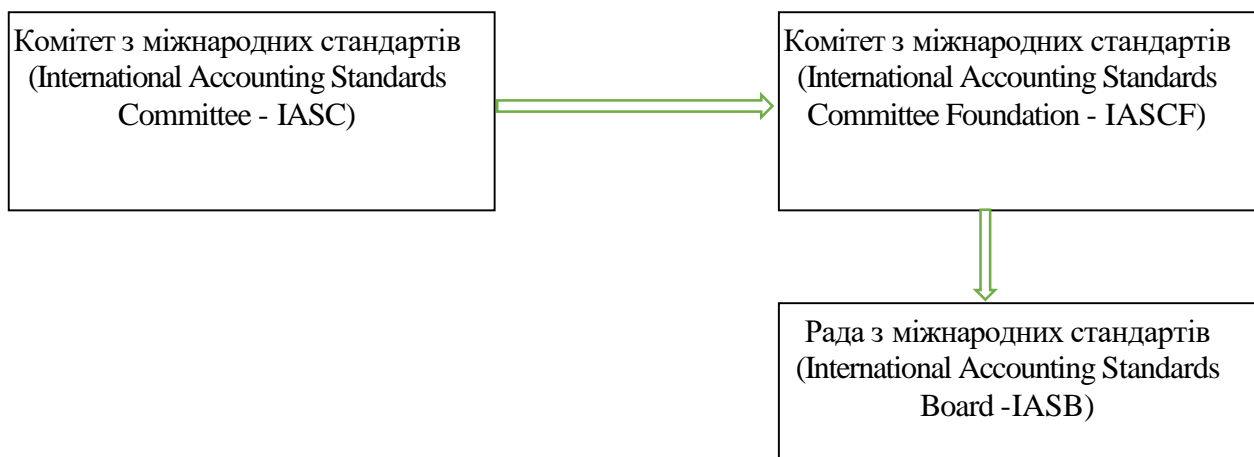 Комітет з міжнародних стандартів
(International Accounting Standards
Committee - IASC)
Комітет з міжнародних стандартів
(International Accounting Standards
Committee Foundation - IASCF)
Рада з міжнародних стандартів
(International Accounting Standards
Board -IASB)